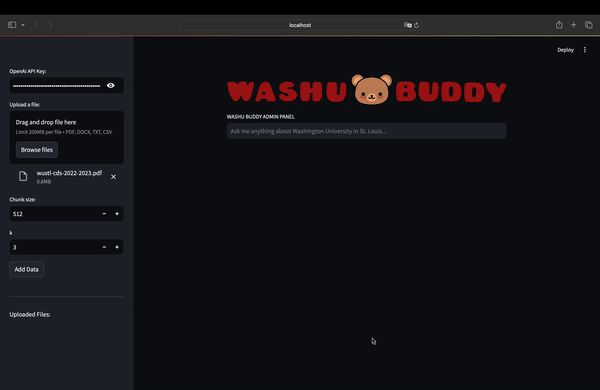 localhost
Deploy
OpenAI API Key:
••••••••••••••••••••••••••••••••••••••••••••••••
Upload a file:
Drag and drop file here
Limit 200MB per file • PDF, DOCX, TXT, CSV
Browse files
wustl-cds-2022-2023.pdf
0.6MB
Chunk size:
512
k
3
Add Data
Uploaded Files:
WASHU BUDDY
WASHU BUDDY ADMIN PANEL
Ask me anything about Washington University in St. Louis...